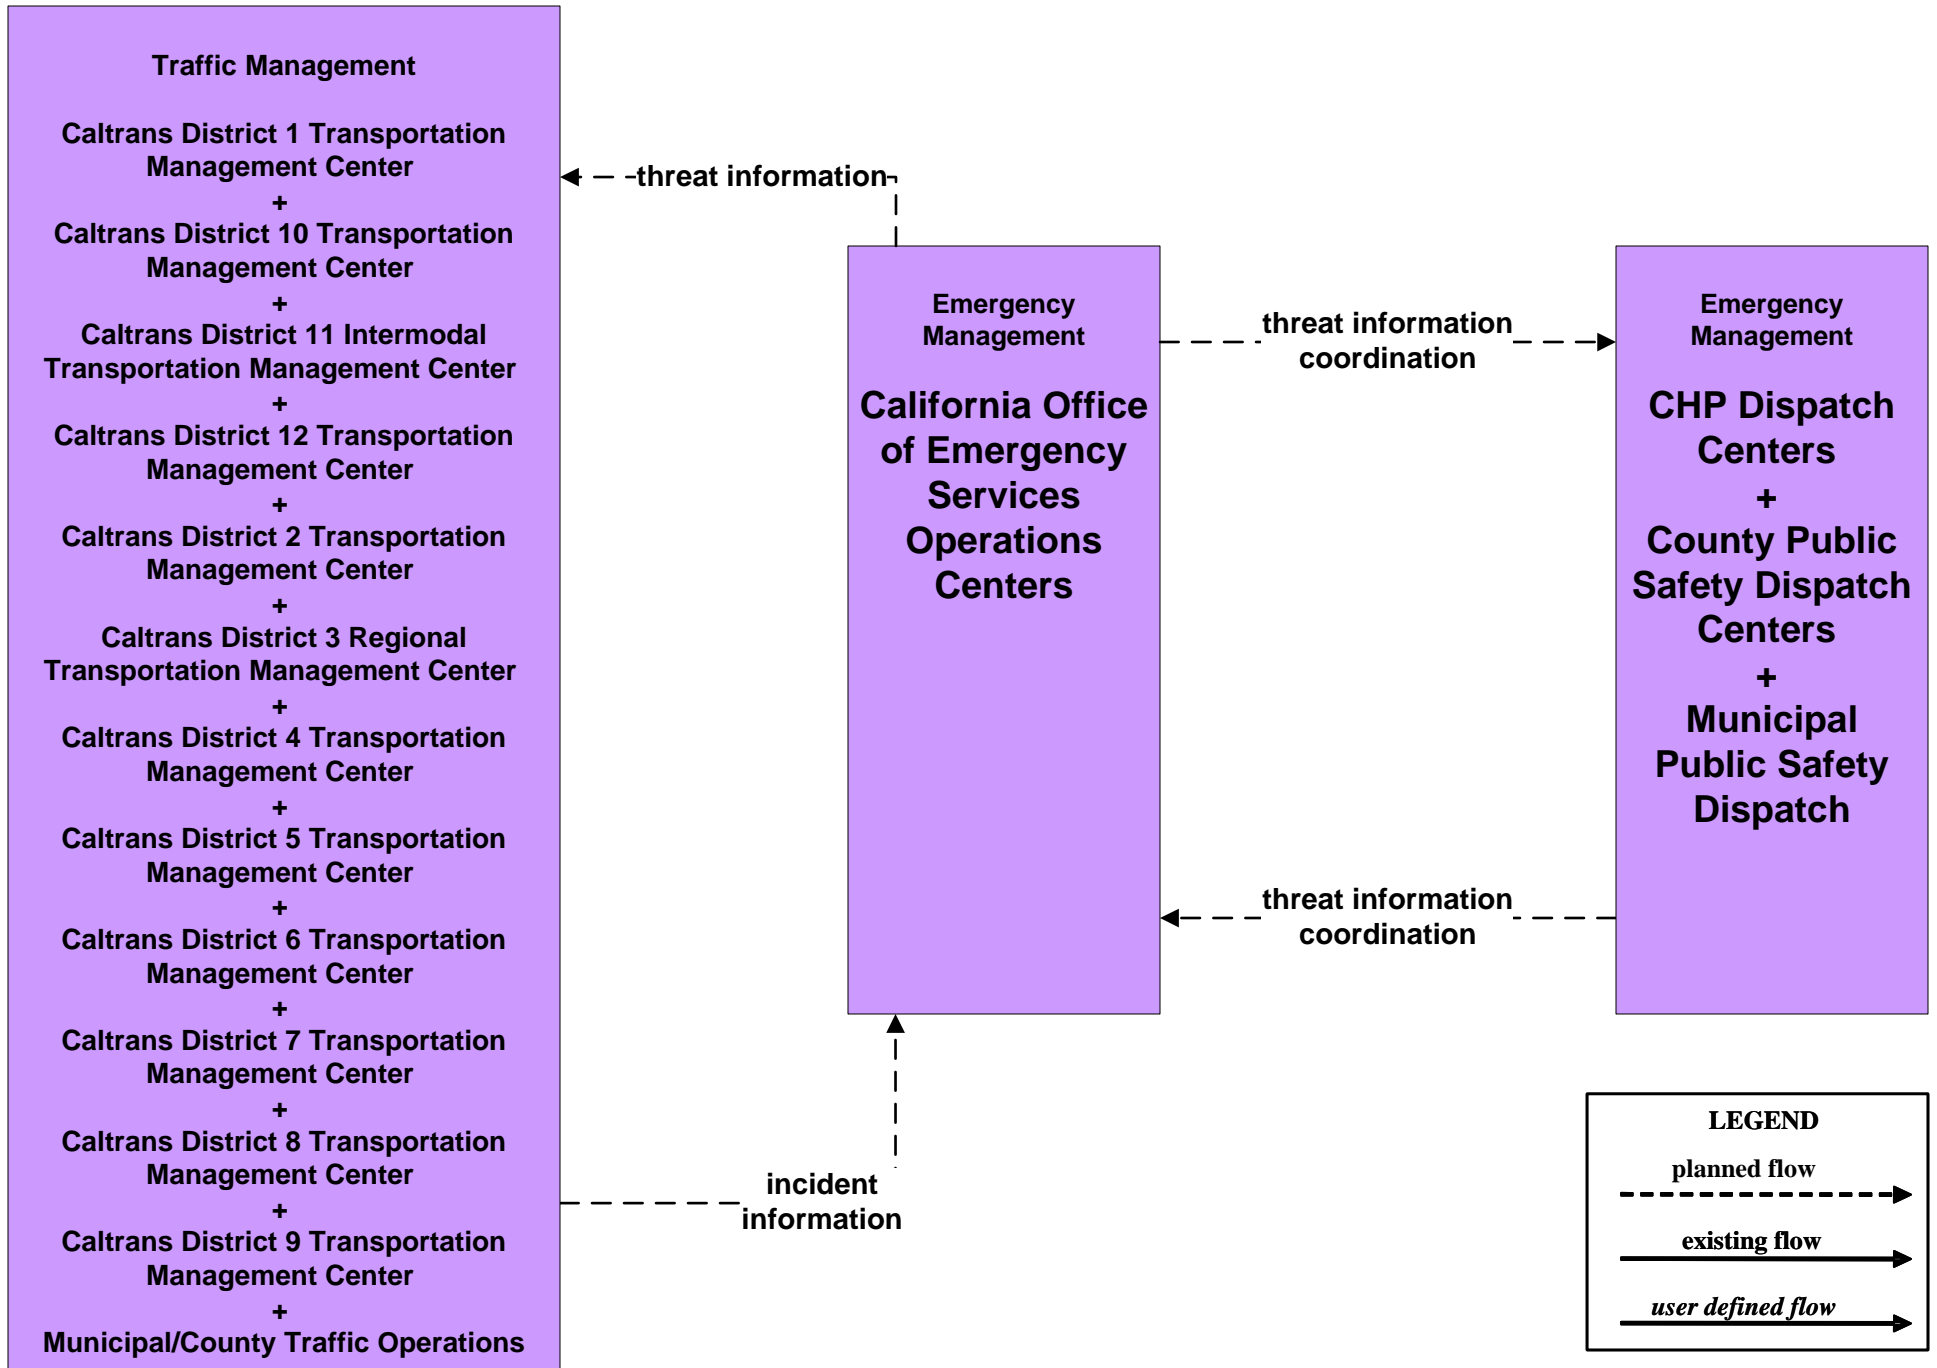 Traffic Management
Caltrans District 1 Transportation
Management Center
+
Caltrans District 10 Transportation
Management Center
+
Caltrans District 11 Intermodal
Transportation Management Center
+
Caltrans District 12 Transportation
Management Center
+
Caltrans District 2 Transportation
Management Center
+
Caltrans District 3 Regional
Transportation Management Center
+
Caltrans District 4 Transportation
Management Center
+
Caltrans District 5 Transportation
Management Center
+
Caltrans District 6 Transportation
Management Center
+
Caltrans District 7 Transportation
Management Center
+
Caltrans District 8 Transportation
Management Center
+
Caltrans District 9 Transportation
Management Center
+
Municipal/County Traffic Operations
threat information
incident
information
Emergency
Management
California Office
of Emergency
Services
Operations
Centers
threat information
coordination
threat information
coordination
Emergency
Management
CHP Dispatch
Centers
+
County Public
Safety Dispatch
Centers
+
Municipal
Public Safety
Dispatch
LEGEND
planned flow
existing flow
user defined flow